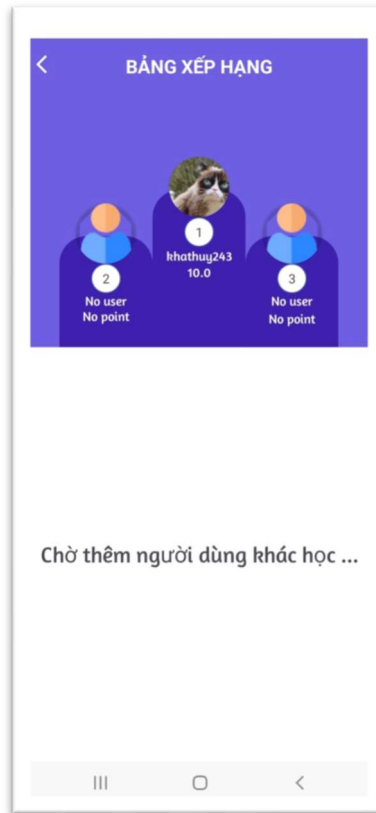 BẢNG XẾP HẠNG
1
khathuy243
10.0
2
No user
No point
3
No user
No point
Chờ thêm người dùng khác học ...